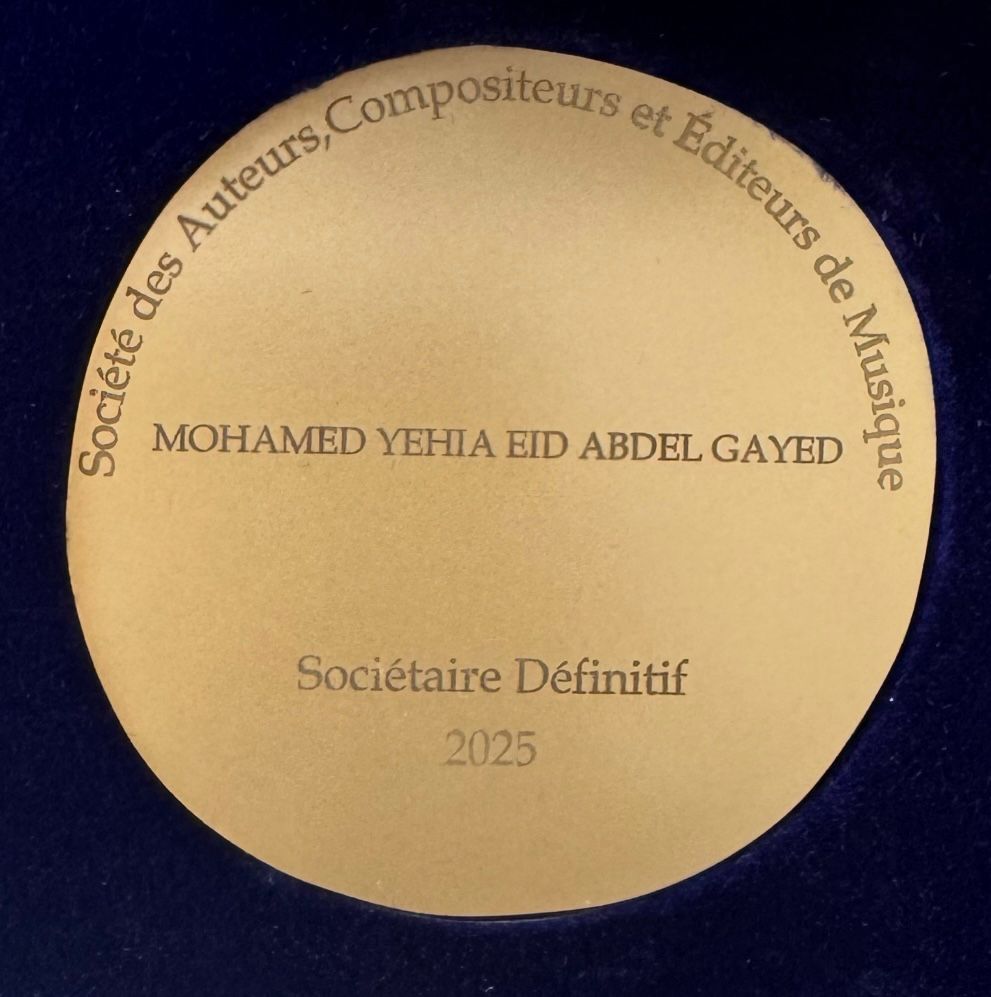 Société des Auteurs,Compositeurs et Éditeurs de Musique
MOHAMED YEHIA EID ABDEL GAYED
Sociétaire Définitif
2025